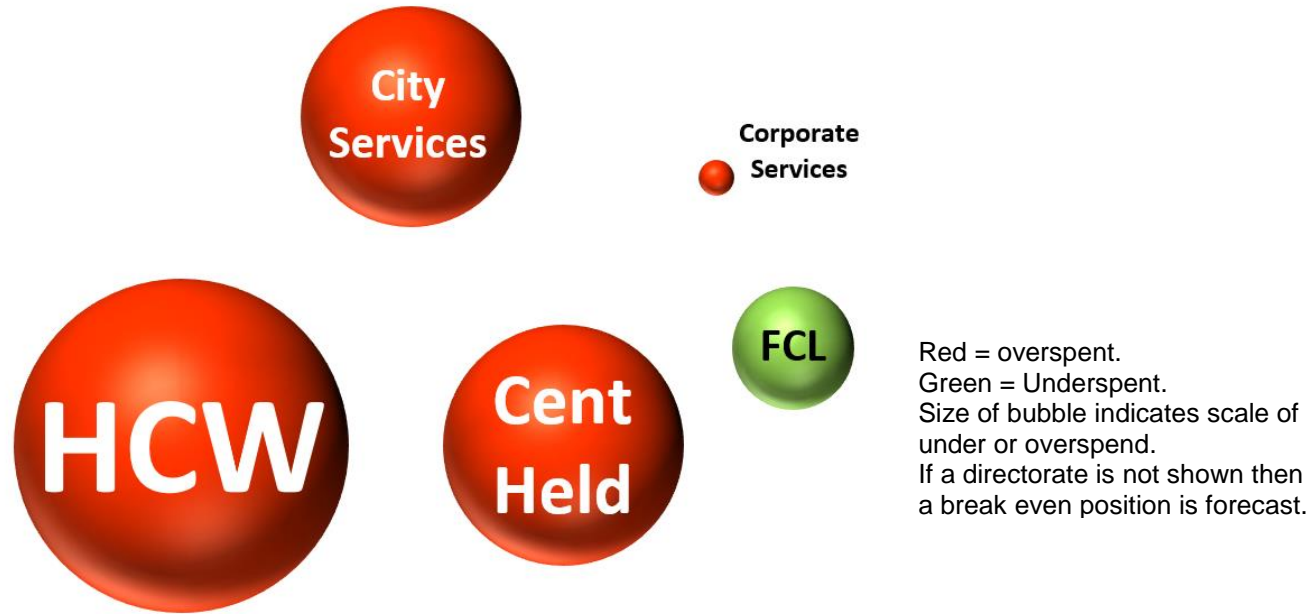 City
Services
Corporate
Services
HCW
Cent
Held
FCL
Red = overspent.
Green = Underspent.
Size of bubble indicates scale of
under or overspend.
If a directorate is not shown then
a break even position is forecast.